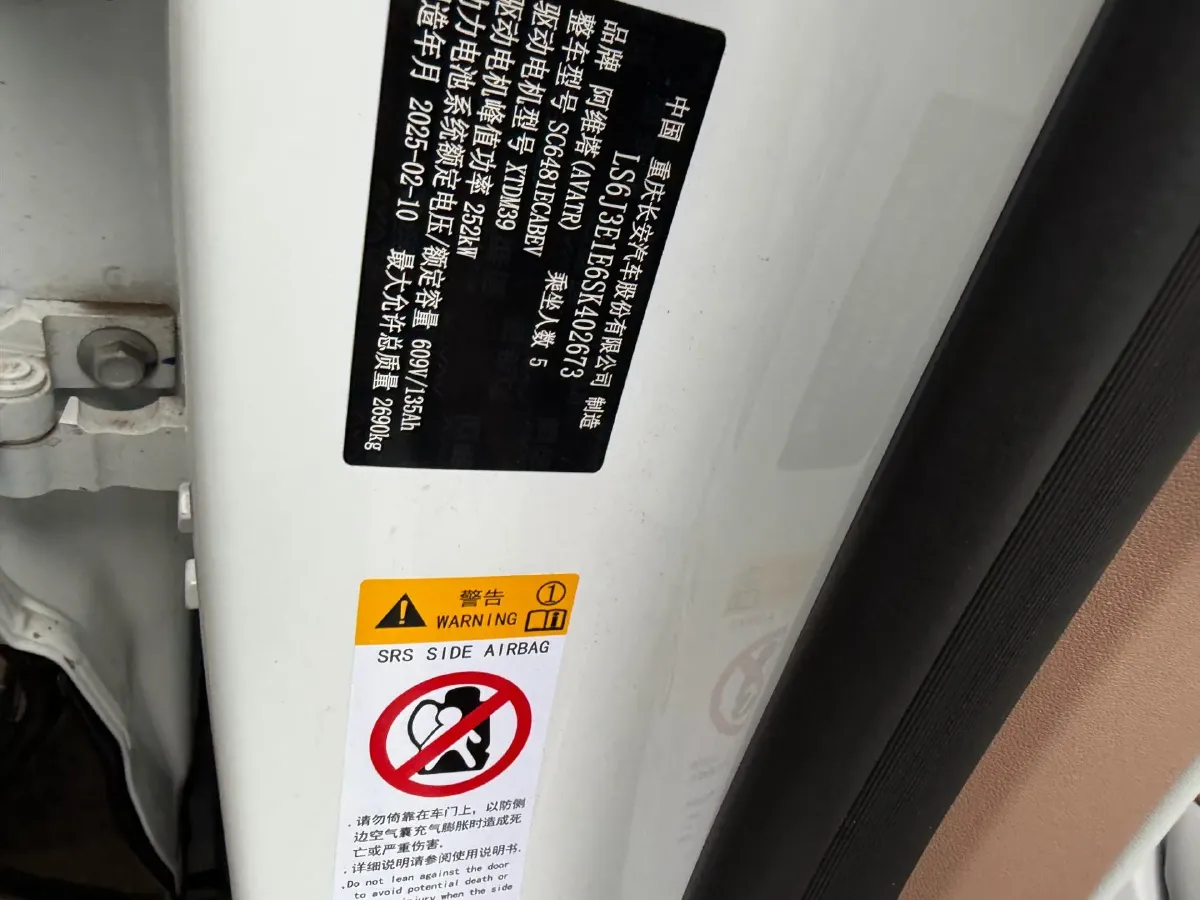 中国 重庆长安汽车股份有限公司 制造
LS6J3E1E6SK402673
品牌 阿维塔(AVATR)
整车型号 SC6481ECABEV 乘坐人数 5
驱动电机型号 XTDM39
驱动电机峰值功率 252kW
动力电池系统额定电压/额定容量 609V/135Ah
造年月 2025-02-10 最大允许总质量 2690kg
警告 ①
WARNING
SRS SIDE AIRBAG
.请勿倚靠在车门上，以防侧
边空气囊充气膨胀时造成死
亡或严重伤害.
.详细说明请参阅使用说明书.
.Do not lean against the door
to avoid potential death or
injury when the side